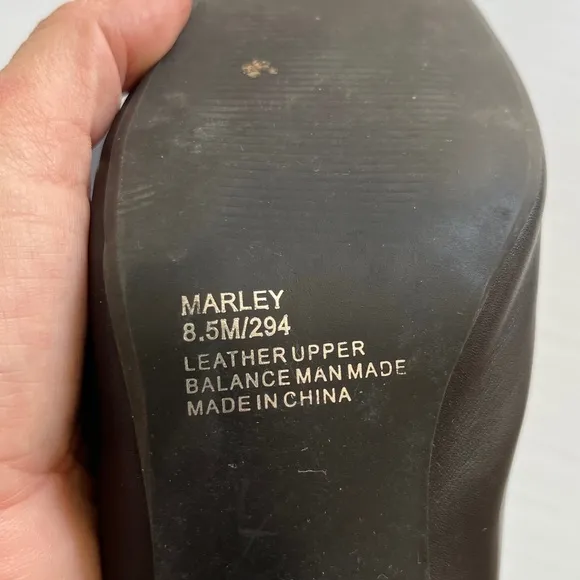 MARLEY
8.5M/294
LEATHER UPPER
BALANCE MAN MADE
MADE IN CHINA